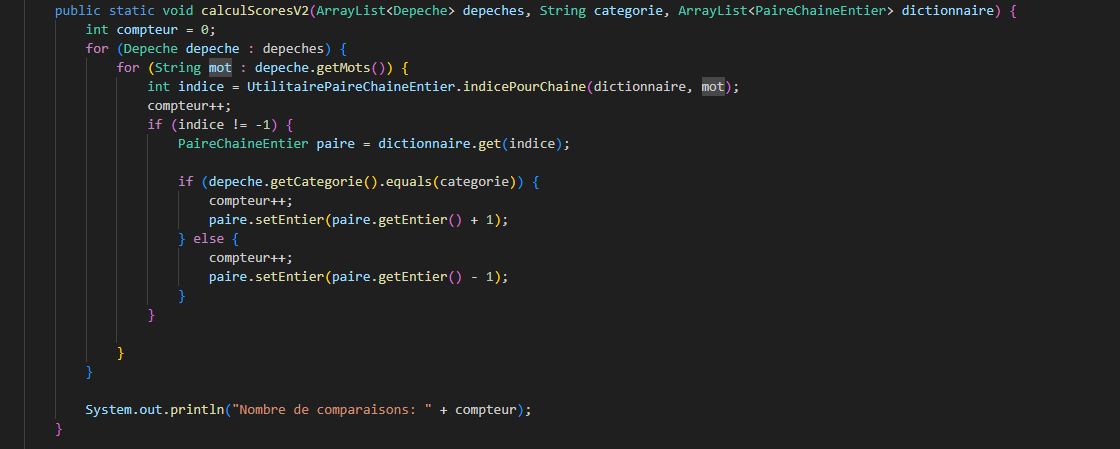 public static void calculScoresV2(ArrayList<Depeche> depeches, String categorie, ArrayList<PaireChaineEntier> dictionnaire) {
int compteur = 0;
for (Depeche depeche : depeches) {
for (String mot : depeche.getMots()) {
int indice = UtilitairePaireChaineEntier.indicePourChaine(dictionnaire, mot);
compteur++;
if (indice != -1) {
PaireChaineEntier paire = dictionnaire.get(indice);
if (depeche.getCategorie().equals(categorie)) {
compteur++;
paire.setEntier(paire.getEntier() + 1);
} else {
compteur++;
paire.setEntier(paire.getEntier() - 1);
}
}
}
}
System.out.println("Nombre de comparaisons: " + compteur);
}